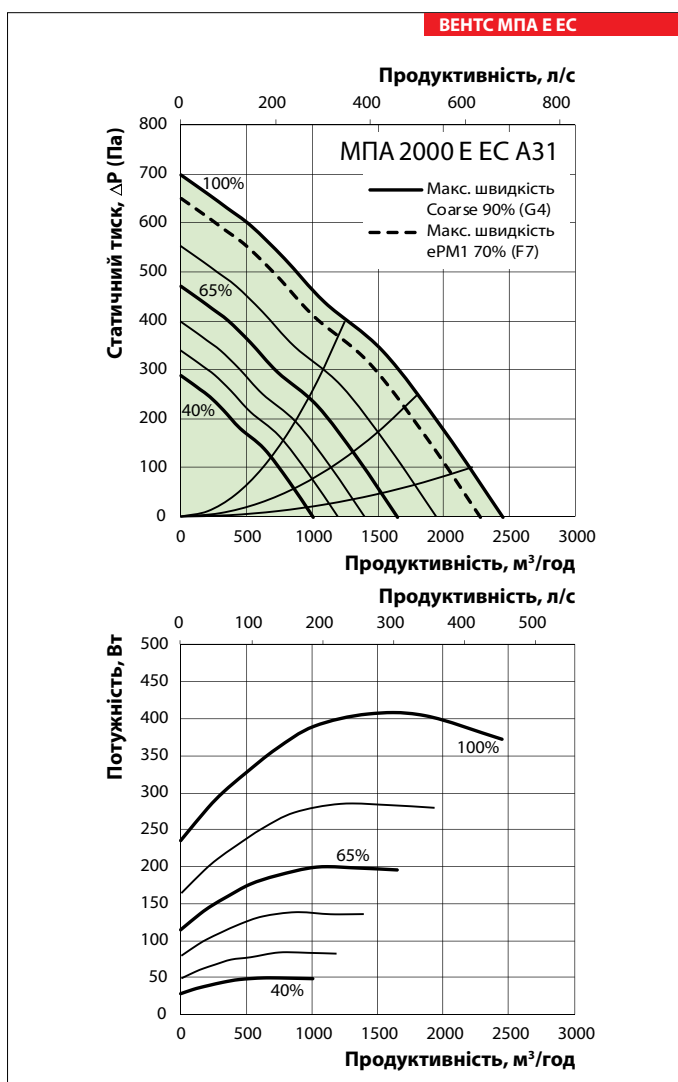 ВЕНТС МПА Е ЕС
Продуктивність, л/с
0 200 400 600 800
Статичний тиск, △P (Па)
800
700
600
500
400
300
200
100
0
МПА 2000 Е ЕС А31
Макс. швидкість
Coarse 90% (G4)
Макс. швидкість
ePM1 70% (F7)
100%
65%
40%
0 500 1000 1500 2000 2500 3000
Продуктивність, м³/год
Продуктивність, л/с
0 100 200 300 400 500
Потужність, Вт
500
450
400
350
300
250
200
150
100
50
0
100%
65%
40%
0 500 1000 1500 2000 2500 3000
Продуктивність, м³/год